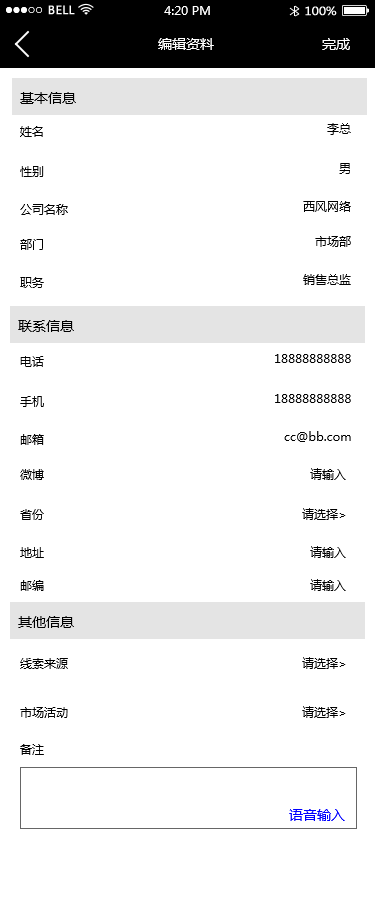 BELL 4:20 PM 100%
编辑资料 完成
基本信息
姓名 李总
性别 男
公司名称 西风网络
部门 市场部
职务 销售总监
联系信息
电话 18888888888
手机 18888888888
邮箱 cc@bb.com
微博 请输入
省份 请选择>
地址 请输入
邮编 请输入
其他信息
线索来源 请选择>
市场活动 请选择>
备注
语音输入